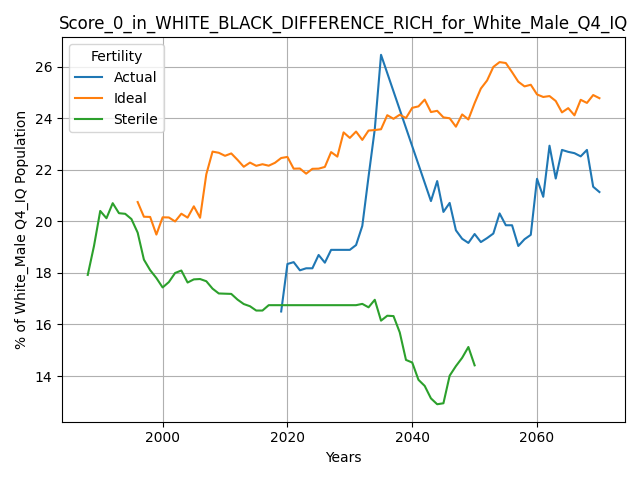 Score_0_in_WHITE_BLACK_DIFFERENCE_RICH_for_White_Male_Q4_IQ
Fertility
Actual
Ideal
Sterile
% of White_Male Q4_IQ Population
26
24
22
20
18
16
14
2000 2020 2040 2060
Years